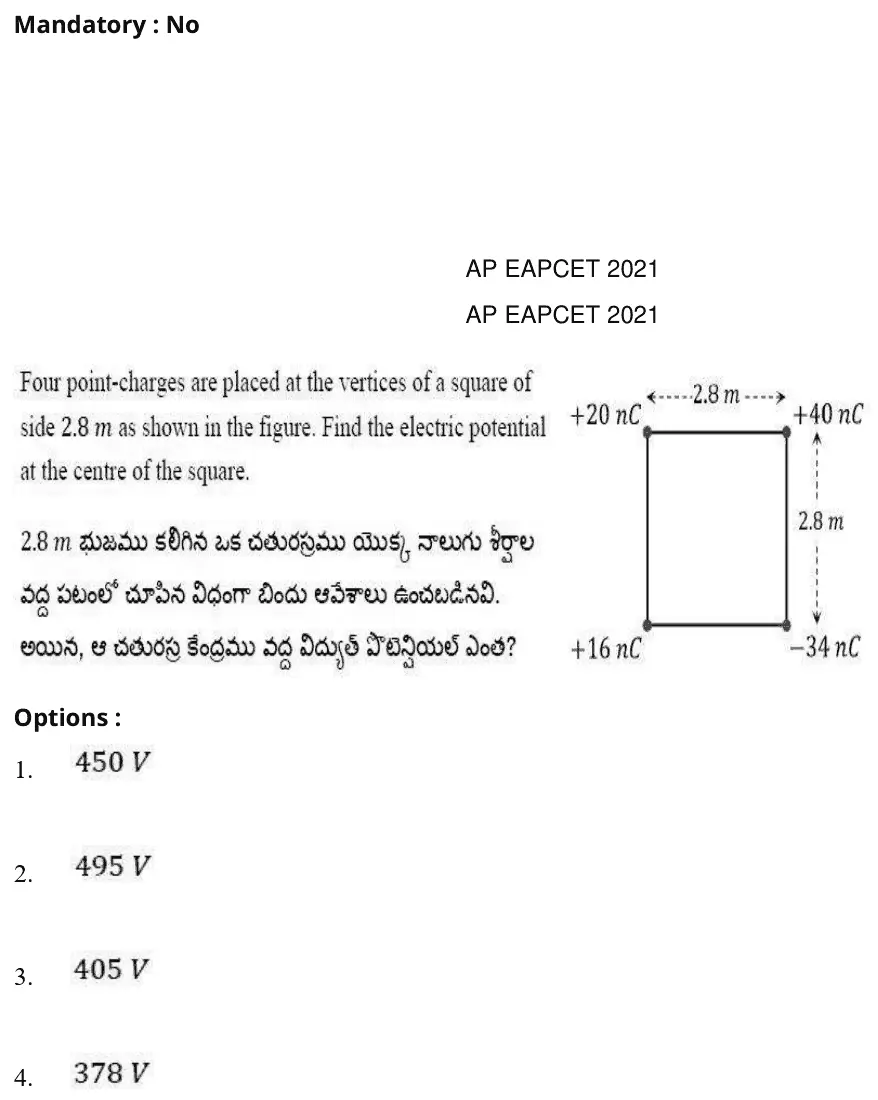 Mandatory : No
AP EAPCET 2021
AP EAPCET 2021
Four point-charges are placed at the vertices of a square of
side 2.8 m as shown in the figure. Find the electric potential
at the centre of the square.
2.8 m భుజము కలిగిన ఒక చతురస్రము యొక్క నాలుగు శీర్షాల
వద్ద పటంలో చూపిన విధంగా బిందు ఆవేశాలు ఉంచబడినవి.
అయిన, ఆ చతురస్ర కేంద్రము వద్ద విద్యుత్ పొటెన్షియల్ ఎంత?
+20 nC
2.8 m
+40 nC
2.8 m
+16 nC
−34 nC
Options :
1. 450 V
2. 495 V
3. 405 V
4. 378 V